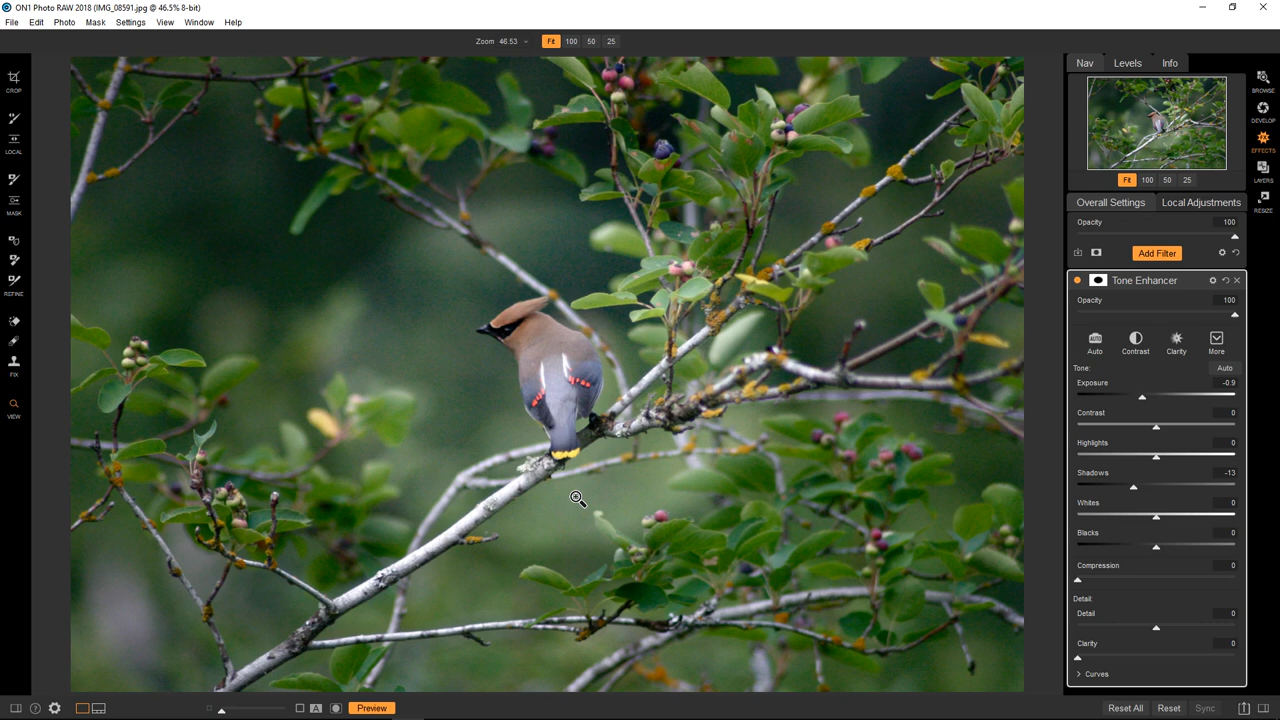 ON1 Photo RAW 2018 (IMG_08591.jpg @ 46.5% 8-bit)
File Edit Photo Mask Settings View Window Help
Zoom 46.53 Fit 100 50 25
CROP
LOCAL
MASK
REFINE
FIX
VIEW
Nav Levels Info
Fit 100 50 25
BROWSE
DEVELOP
EFFECTS
LAYERS
RESIZE
Overall Settings Local Adjustments
Opacity 100
Add Filter
Tone Enhancer
Opacity 100
AUTO
Auto Contrast Clarity More
Tone: Auto
Exposure -0.9
Contrast 0
Highlights 0
Shadows -13
Whites 0
Blacks 0
Compression 0
Detail:
Detail 0
Clarity 0
Curves
? A Preview
Reset All Reset Sync